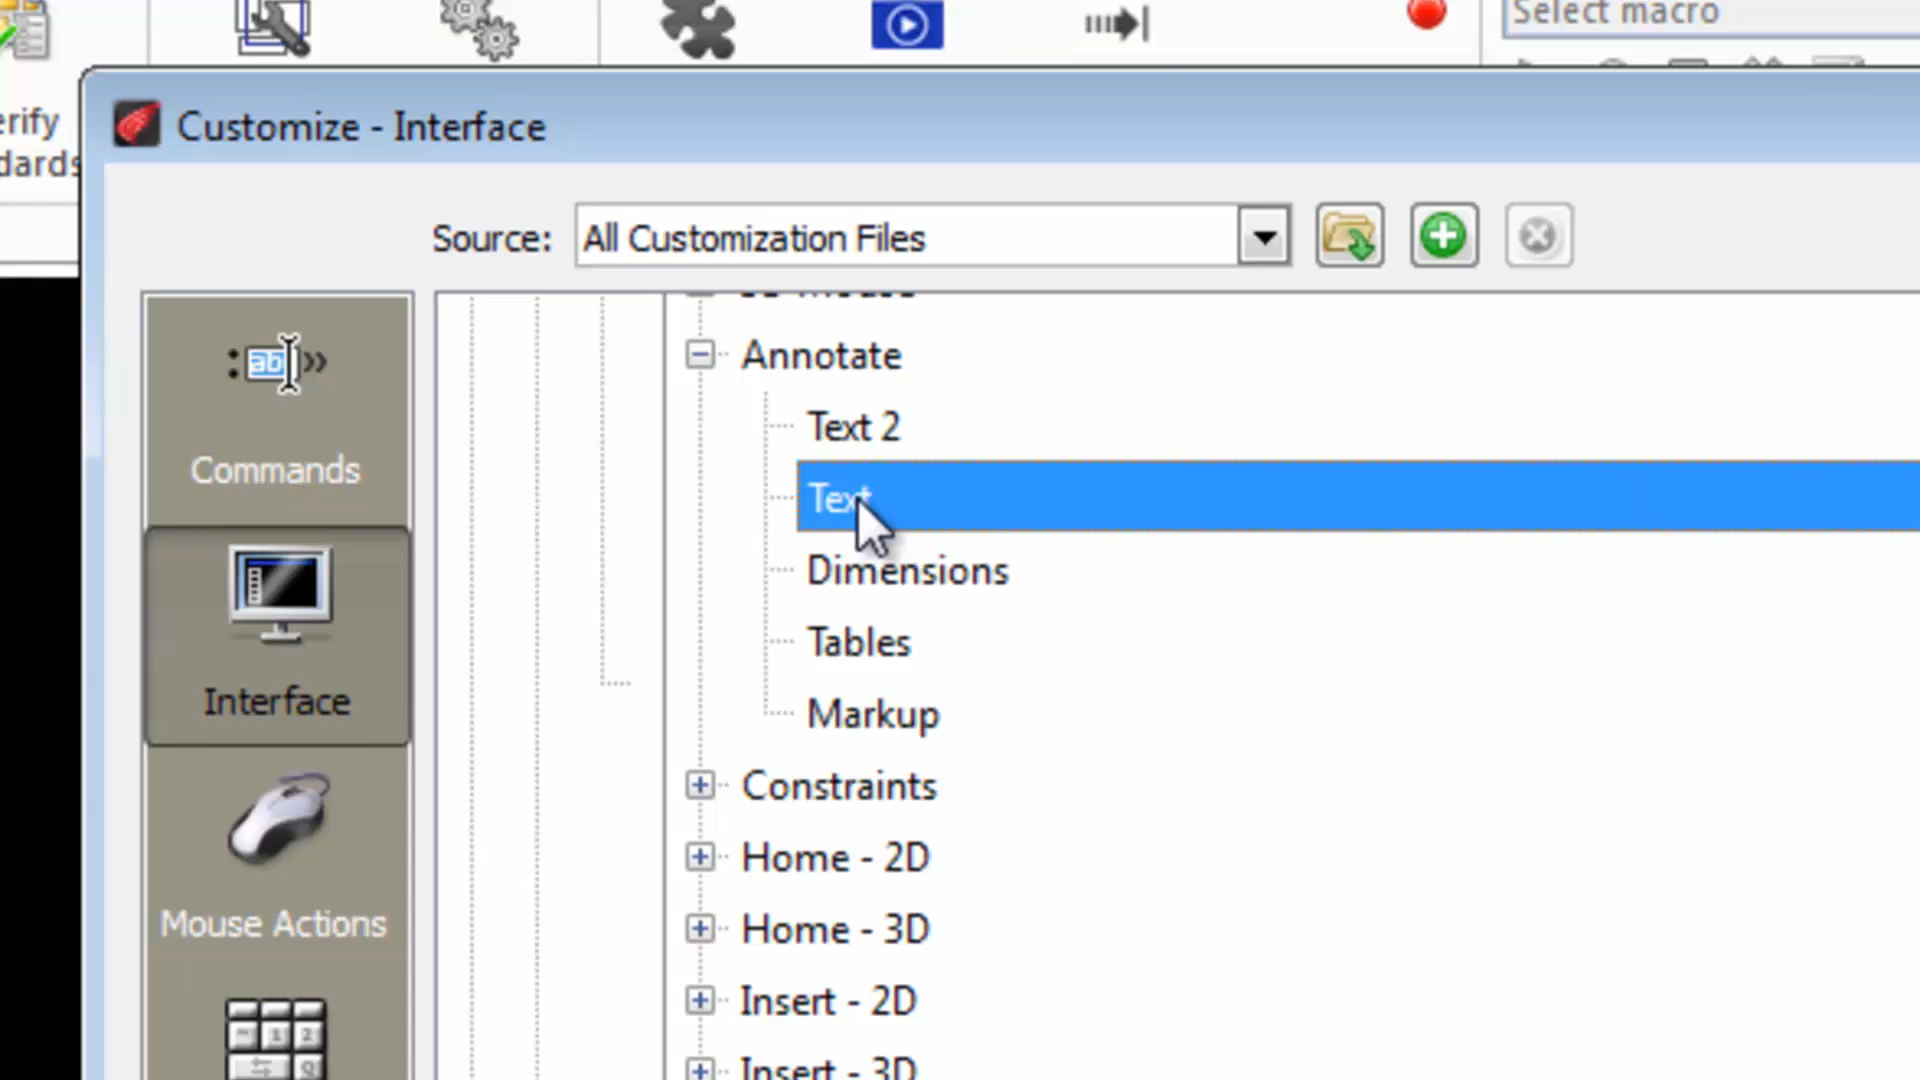 Select macro
erify
dards
Customize - Interface
Source: All Customization Files
Annotate
Text 2
Text
Dimensions
Tables
Markup
Constraints
Home - 2D
Home - 3D
Insert - 2D
Insert - 3D
Commands
Interface
Mouse Actions